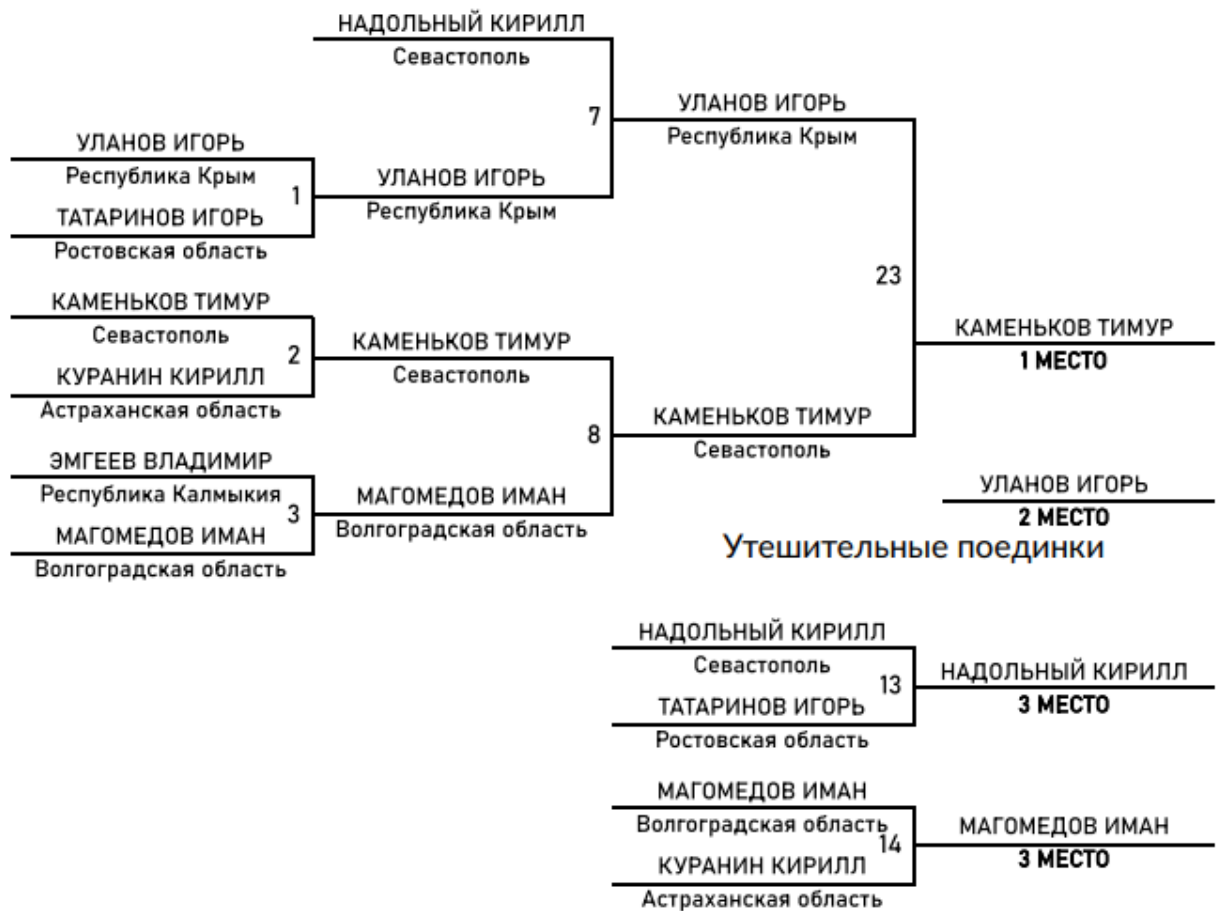 НАДОЛЬНЫЙ КИРИЛЛ
Севастополь
7
УЛАНОВ ИГОРЬ
Республика Крым
УЛАНОВ ИГОРЬ
Республика Крым
1
УЛАНОВ ИГОРЬ
Республика Крым
ТАТАРИНОВ ИГОРЬ
Ростовская область
23
КАМЕНЬКОВ ТИМУР
Севастополь
2
КАМЕНЬКОВ ТИМУР
Севастополь
КАМЕНЬКОВ ТИМУР
1 МЕСТО
КУРАНИН КИРИЛЛ
Астраханская область
8
КАМЕНЬКОВ ТИМУР
Севастополь
ЭМГЕЕВ ВЛАДИМИР
Республика Калмыкия
3
МАГОМЕДОВ ИМАН
Волгоградская область
УЛАНОВ ИГОРЬ
2 МЕСТО
МАГОМЕДОВ ИМАН
Волгоградская область
Утешительные поединки
НАДОЛЬНЫЙ КИРИЛЛ
Севастополь
13
НАДОЛЬНЫЙ КИРИЛЛ
3 МЕСТО
ТАТАРИНОВ ИГОРЬ
Ростовская область
МАГОМЕДОВ ИМАН
Волгоградская область
14
МАГОМЕДОВ ИМАН
3 МЕСТО
КУРАНИН КИРИЛЛ
Астраханская область